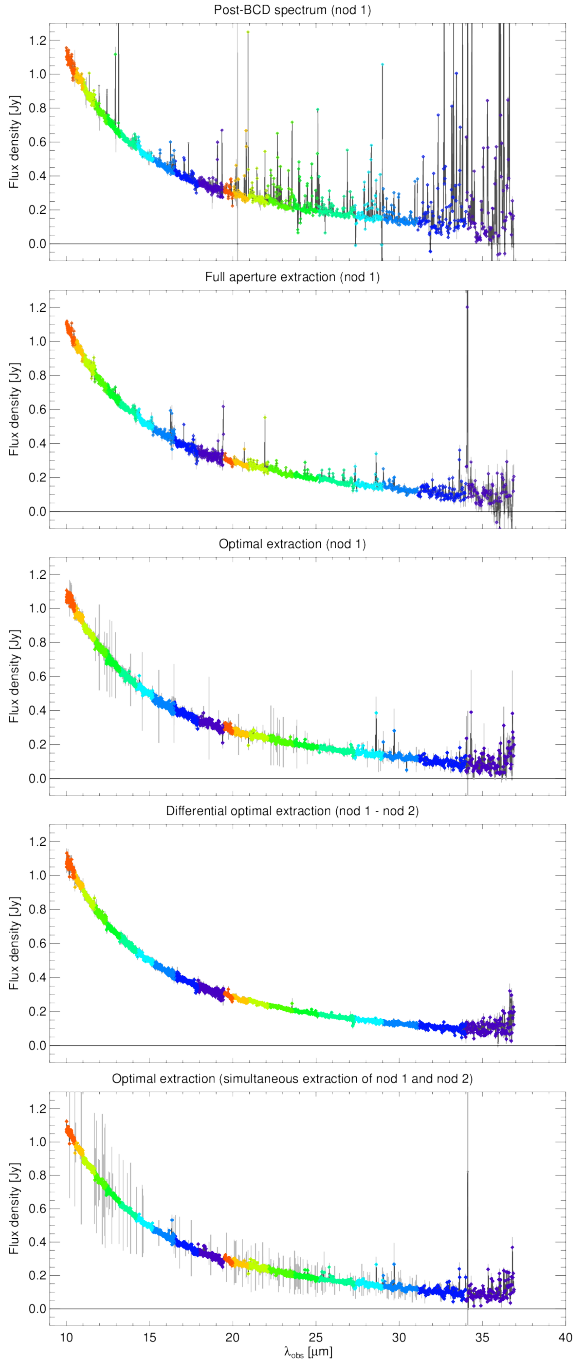 Post-BCD spectrum (nod 1)
1.2
1.0
0.8
0.6
0.4
0.2
0.0
Flux density [Jy]
Full aperture extraction (nod 1)
1.2
1.0
0.8
0.6
0.4
0.2
0.0
Flux density [Jy]
Optimal extraction (nod 1)
1.2
1.0
0.8
0.6
0.4
0.2
0.0
Flux density [Jy]
Differential optimal extraction (nod 1 - nod 2)
1.2
1.0
0.8
0.6
0.4
0.2
0.0
Flux density [Jy]
Optimal extraction (simultaneous extraction of nod 1 and nod 2)
1.2
1.0
0.8
0.6
0.4
0.2
0.0
Flux density [Jy]
10 15 20 25 30 35 40
λobs [μm]